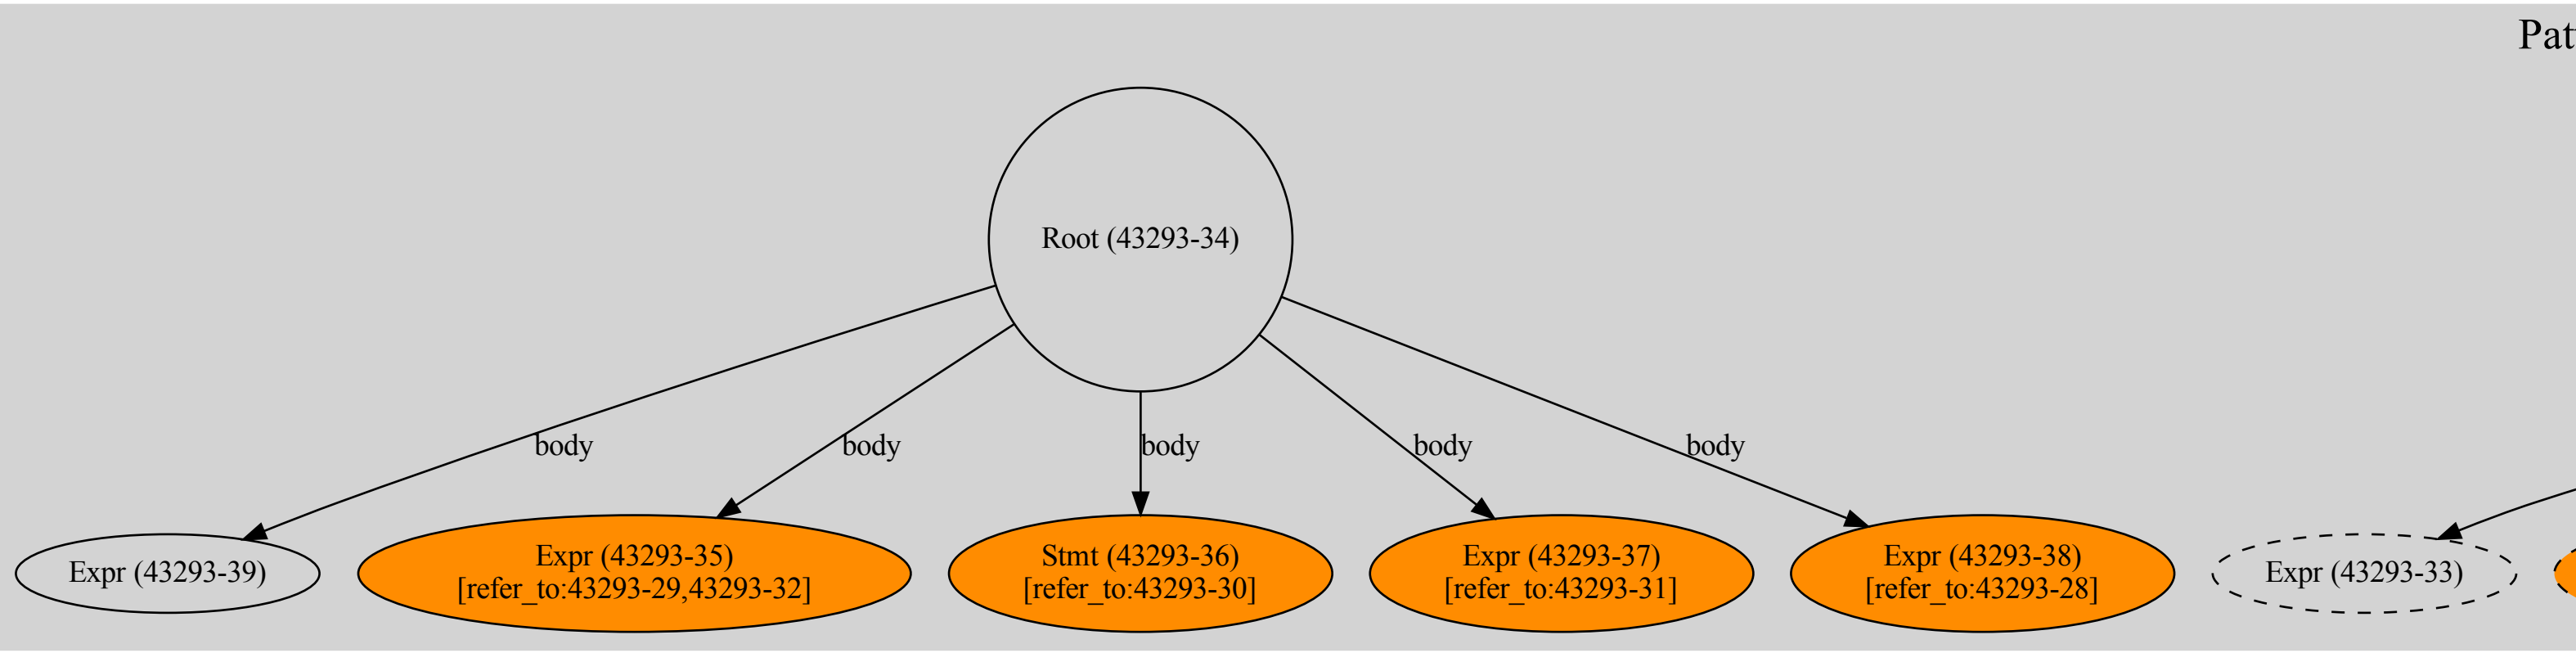 Pat
Root (43293-34)
body
body
body
body
body
Expr (43293-39)
Expr (43293-35)
[refer_to:43293-29,43293-32]
Stmt (43293-36)
[refer_to:43293-30]
Expr (43293-37)
[refer_to:43293-31]
Expr (43293-38)
[refer_to:43293-28]
Expr (43293-33)